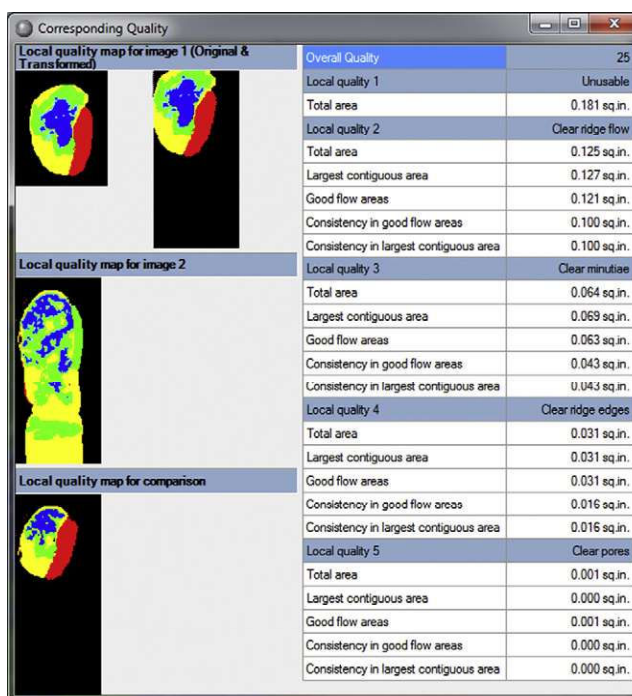 Corresponding Quality
Local quality map for image 1 (Original &
Transformed)
Local quality map for image 2
Local quality map for comparison
Overall Quality 25
Local quality 1 Unusable
Total area 0.181 sq.in.
Local quality 2 Clear ridge flow
Total area 0.125 sq.in.
Largest contiguous area 0.127 sq.in.
Good flow areas 0.121 sq.in.
Consistency in good flow areas 0.100 sq.in.
Consistency in largest contiguous area 0.100 sq.in.
Local quality 3 Clear minutiae
Total area 0.064 sq.in.
Largest contiguous area 0.069 sq.in.
Good flow areas 0.063 sq.in.
Consistency in good flow areas 0.043 sq.in.
Consistency in largest contiguous area 0.043 sq.in.
Local quality 4 Clear ridge edges
Total area 0.031 sq.in.
Largest contiguous area 0.031 sq.in.
Good flow areas 0.031 sq.in.
Consistency in good flow areas 0.016 sq.in.
Consistency in largest contiguous area 0.016 sq.in.
Local quality 5 Clear pores
Total area 0.001 sq.in.
Largest contiguous area 0.000 sq.in.
Good flow areas 0.001 sq.in.
Consistency in good flow areas 0.000 sq.in.
Consistency in largest contiguous area 0.000 sq.in.